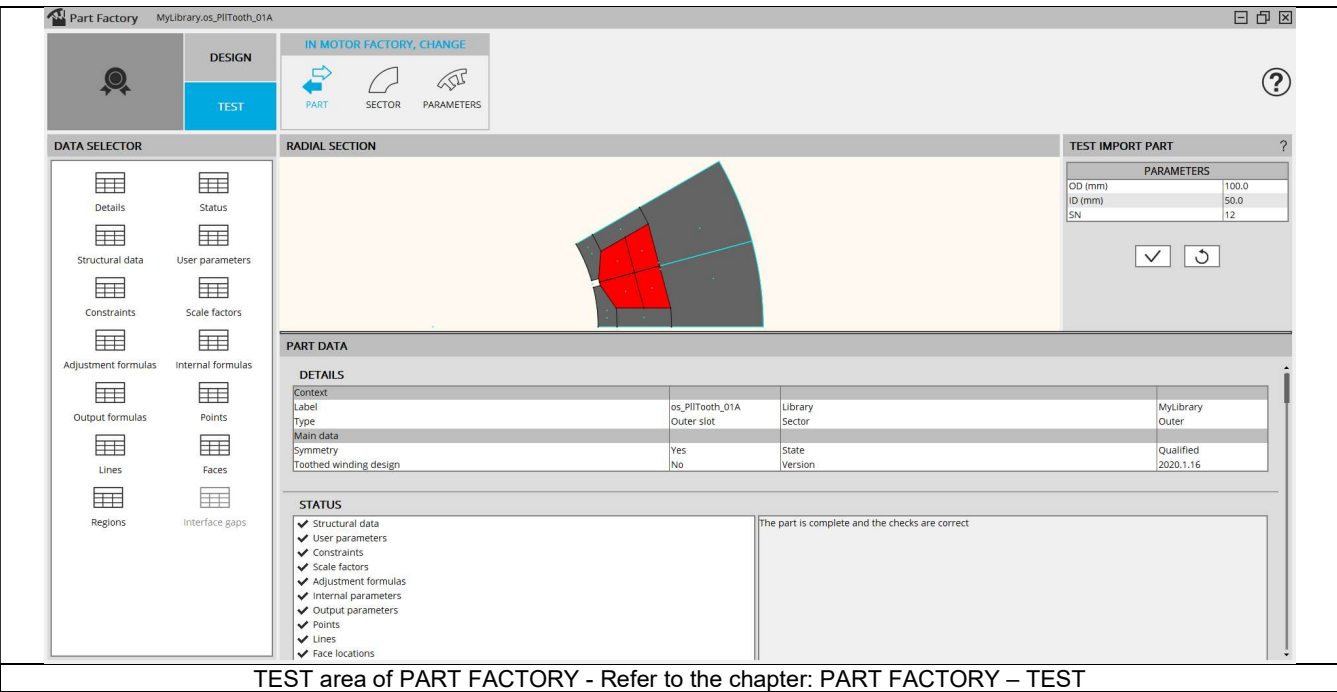 Part Factory MyLibrary.os_PllTooth_01A
DESIGN
TEST
IN MOTOR FACTORY, CHANGE
PART SECTOR PARAMETERS
?
DATA SELECTOR
Details Status
Structural data User parameters
Constraints Scale factors
Adjustment formulas Internal formulas
Output formulas Points
Lines Faces
Regions Interface gaps
RADIAL SECTION
TEST IMPORT PART ?
PARAMETERS
OD (mm) 100.0
ID (mm) 50.0
SN 12
PART DATA
DETAILS
Context
Label os_PllTooth_01A Library MyLibrary
Type Outer slot Sector Outer
Main data
Symmetry Yes State Qualified
Toothed winding design No Version 2020.1.16
STATUS
Structural data
User parameters
Constraints
Scale factors
Adjustment formulas
Internal parameters
Output parameters
Points
Lines
Face locations
The part is complete and the checks are correct
TEST area of PART FACTORY - Refer to the chapter: PART FACTORY – TEST